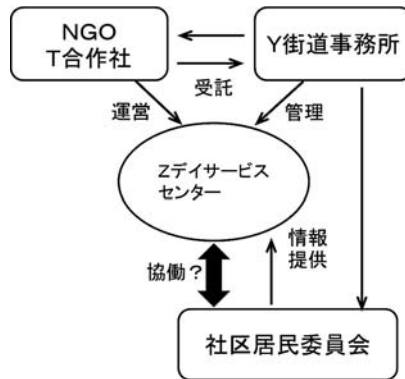 NGO
T合作社
Y街道事務所
受託
運営
管理
Zデイサービス
センター
協働？
情報
提供
社区居民委員会